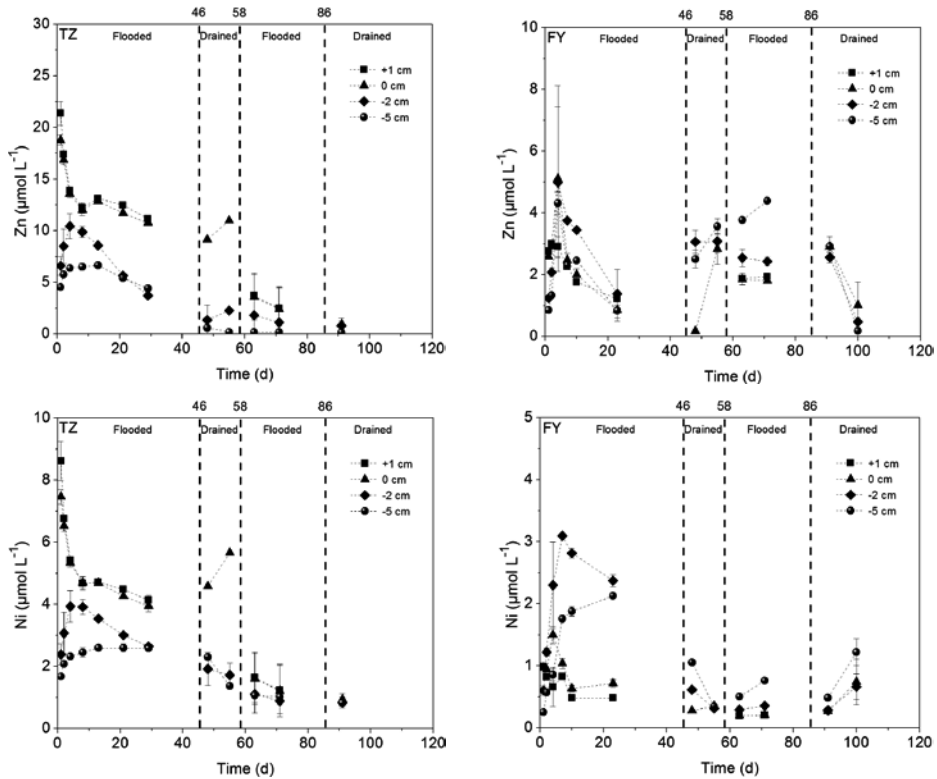 46 58 86
TZ Flooded Drained Flooded Drained
+1 cm
0 cm
-2 cm
-5 cm
30
25
20
15
10
5
0
Zn (µmol L⁻¹)
0 20 40 60 80 100 120
Time (d)
46 58 86
FY Flooded Drained Flooded Drained
+1 cm
0 cm
-2 cm
-5 cm
10
8
6
4
2
0
Zn (µmol L⁻¹)
0 20 40 60 80 100 120
Time (d)
46 58 86
TZ Flooded Drained Flooded Drained
+1 cm
0 cm
-2 cm
-5 cm
10
8
6
4
2
0
Ni (µmol L⁻¹)
0 20 40 60 80 100 120
Time (d)
46 58 86
FY Flooded Drained Flooded Drained
+1 cm
0 cm
-2 cm
-5 cm
5
4
3
2
1
0
Ni (µmol L⁻¹)
0 20 40 60 80 100 120
Time (d)